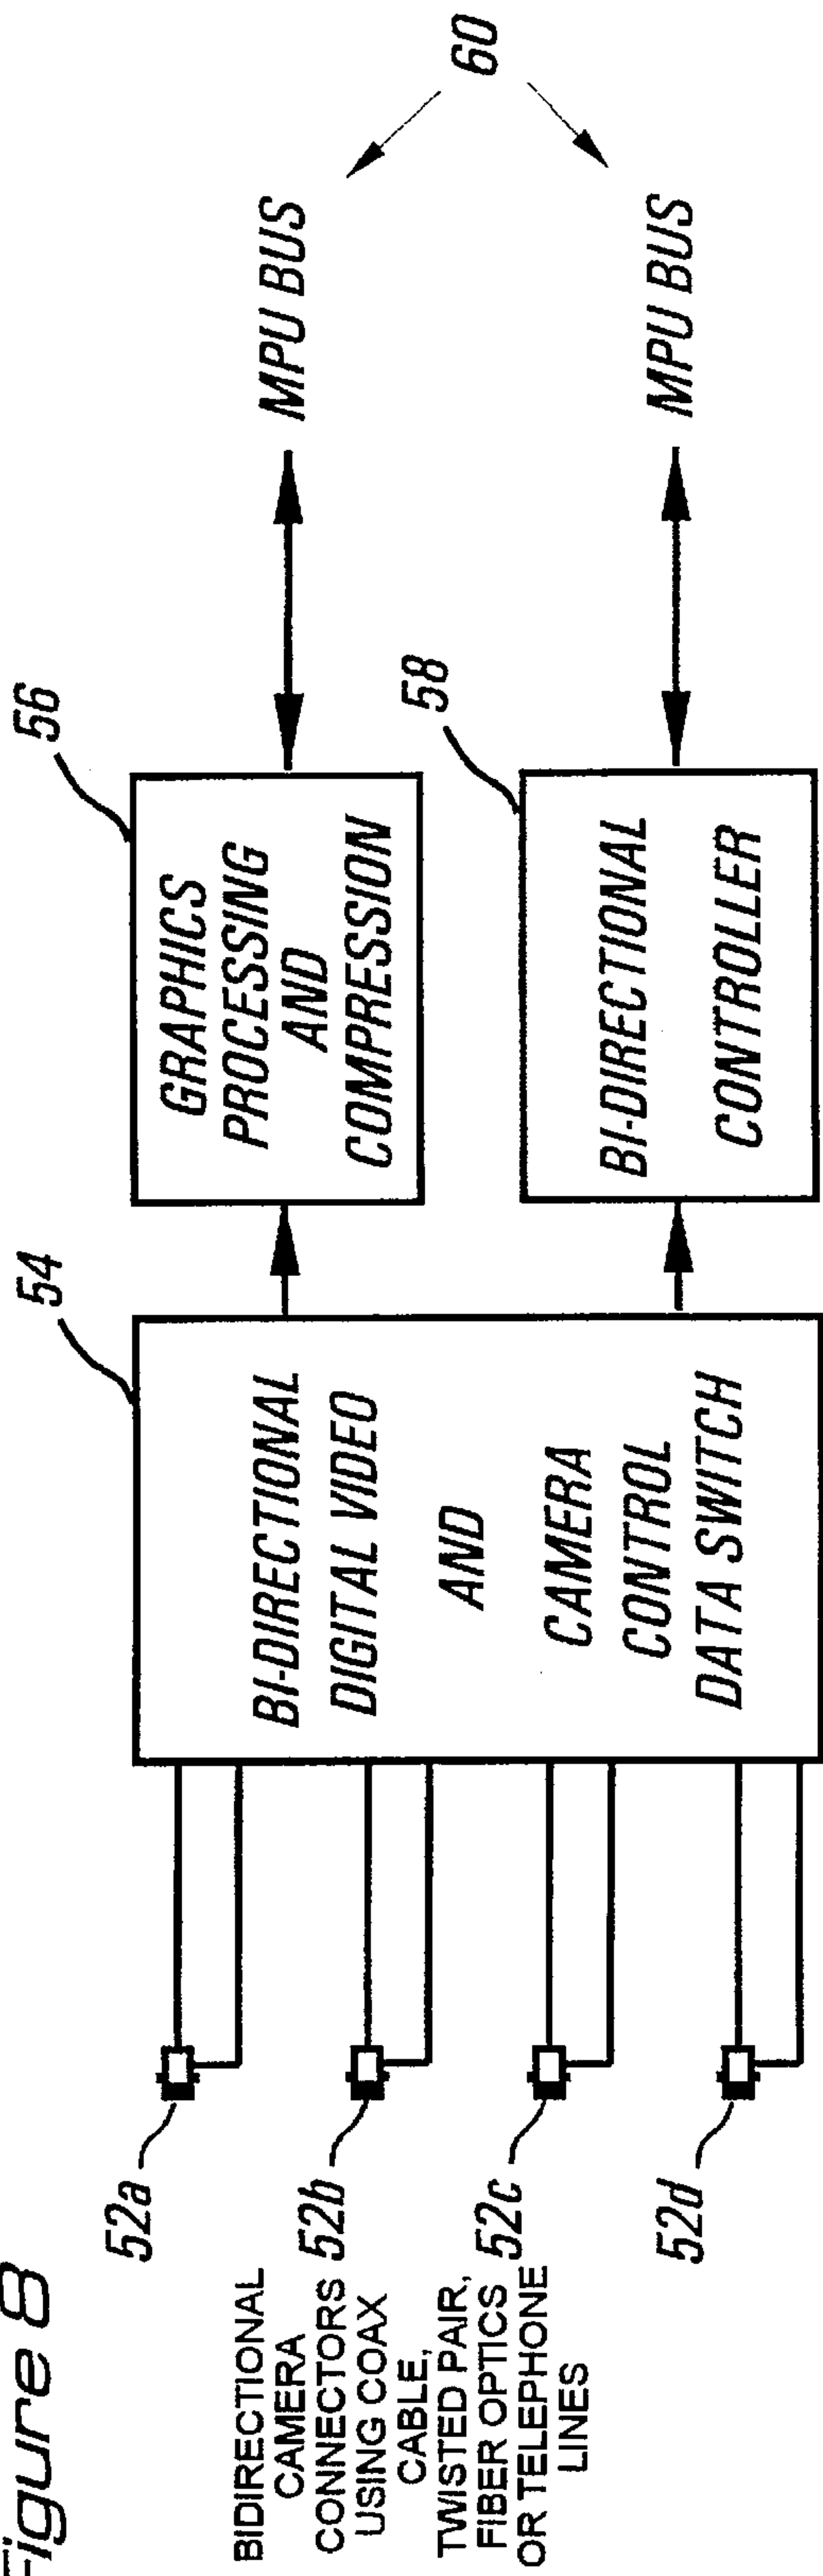 Figure 8
52a
52b
52c
52d
BIDIRECTIONAL
CAMERA
CONNECTORS
USING COAX
CABLE,
TWISTED PAIR,
FIBER OPTICS
OR TELEPHONE
LINES
54
BI-DIRECTIONAL
DIGITAL VIDEO
AND
CAMERA
CONTROL
DATA SWITCH
56
GRAPHICS
PROCESSING
AND
COMPRESSION
58
BI-DIRECTIONAL
CONTROLLER
MPU BUS
MPU BUS
60